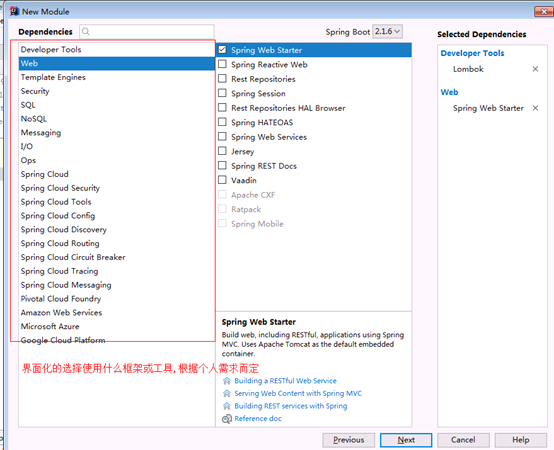 New Module
Dependencies
Spring Boot 2.1.6
Selected Dependencies
Developer Tools
Web
Template Engines
Security
SQL
NoSQL
Messaging
I/O
Ops
Spring Cloud
Spring Cloud Security
Spring Cloud Tools
Spring Cloud Config
Spring Cloud Discovery
Spring Cloud Routing
Spring Cloud Circuit Breaker
Spring Cloud Tracing
Spring Cloud Messaging
Pivotal Cloud Foundry
Amazon Web Services
Microsoft Azure
Google Cloud Platform
Spring Web Starter
Spring Reactive Web
Rest Repositories
Spring Session
Rest Repositories HAL Browser
Spring HATEOAS
Spring Web Services
Jersey
Spring REST Docs
Vaadin
Apache CXF
Ratpack
Spring Mobile
Developer Tools
Lombok
Web
Spring Web Starter
Spring Web Starter
Build web, including RESTful, applications using Spring
MVC. Uses Apache Tomcat as the default embedded
container.
Building a RESTful Web Service
Serving Web Content with Spring MVC
Building REST services with Spring
Reference doc
界面化的选择使用什么框架或工具,根据个人需求而定
Previous
Next
Cancel
Help